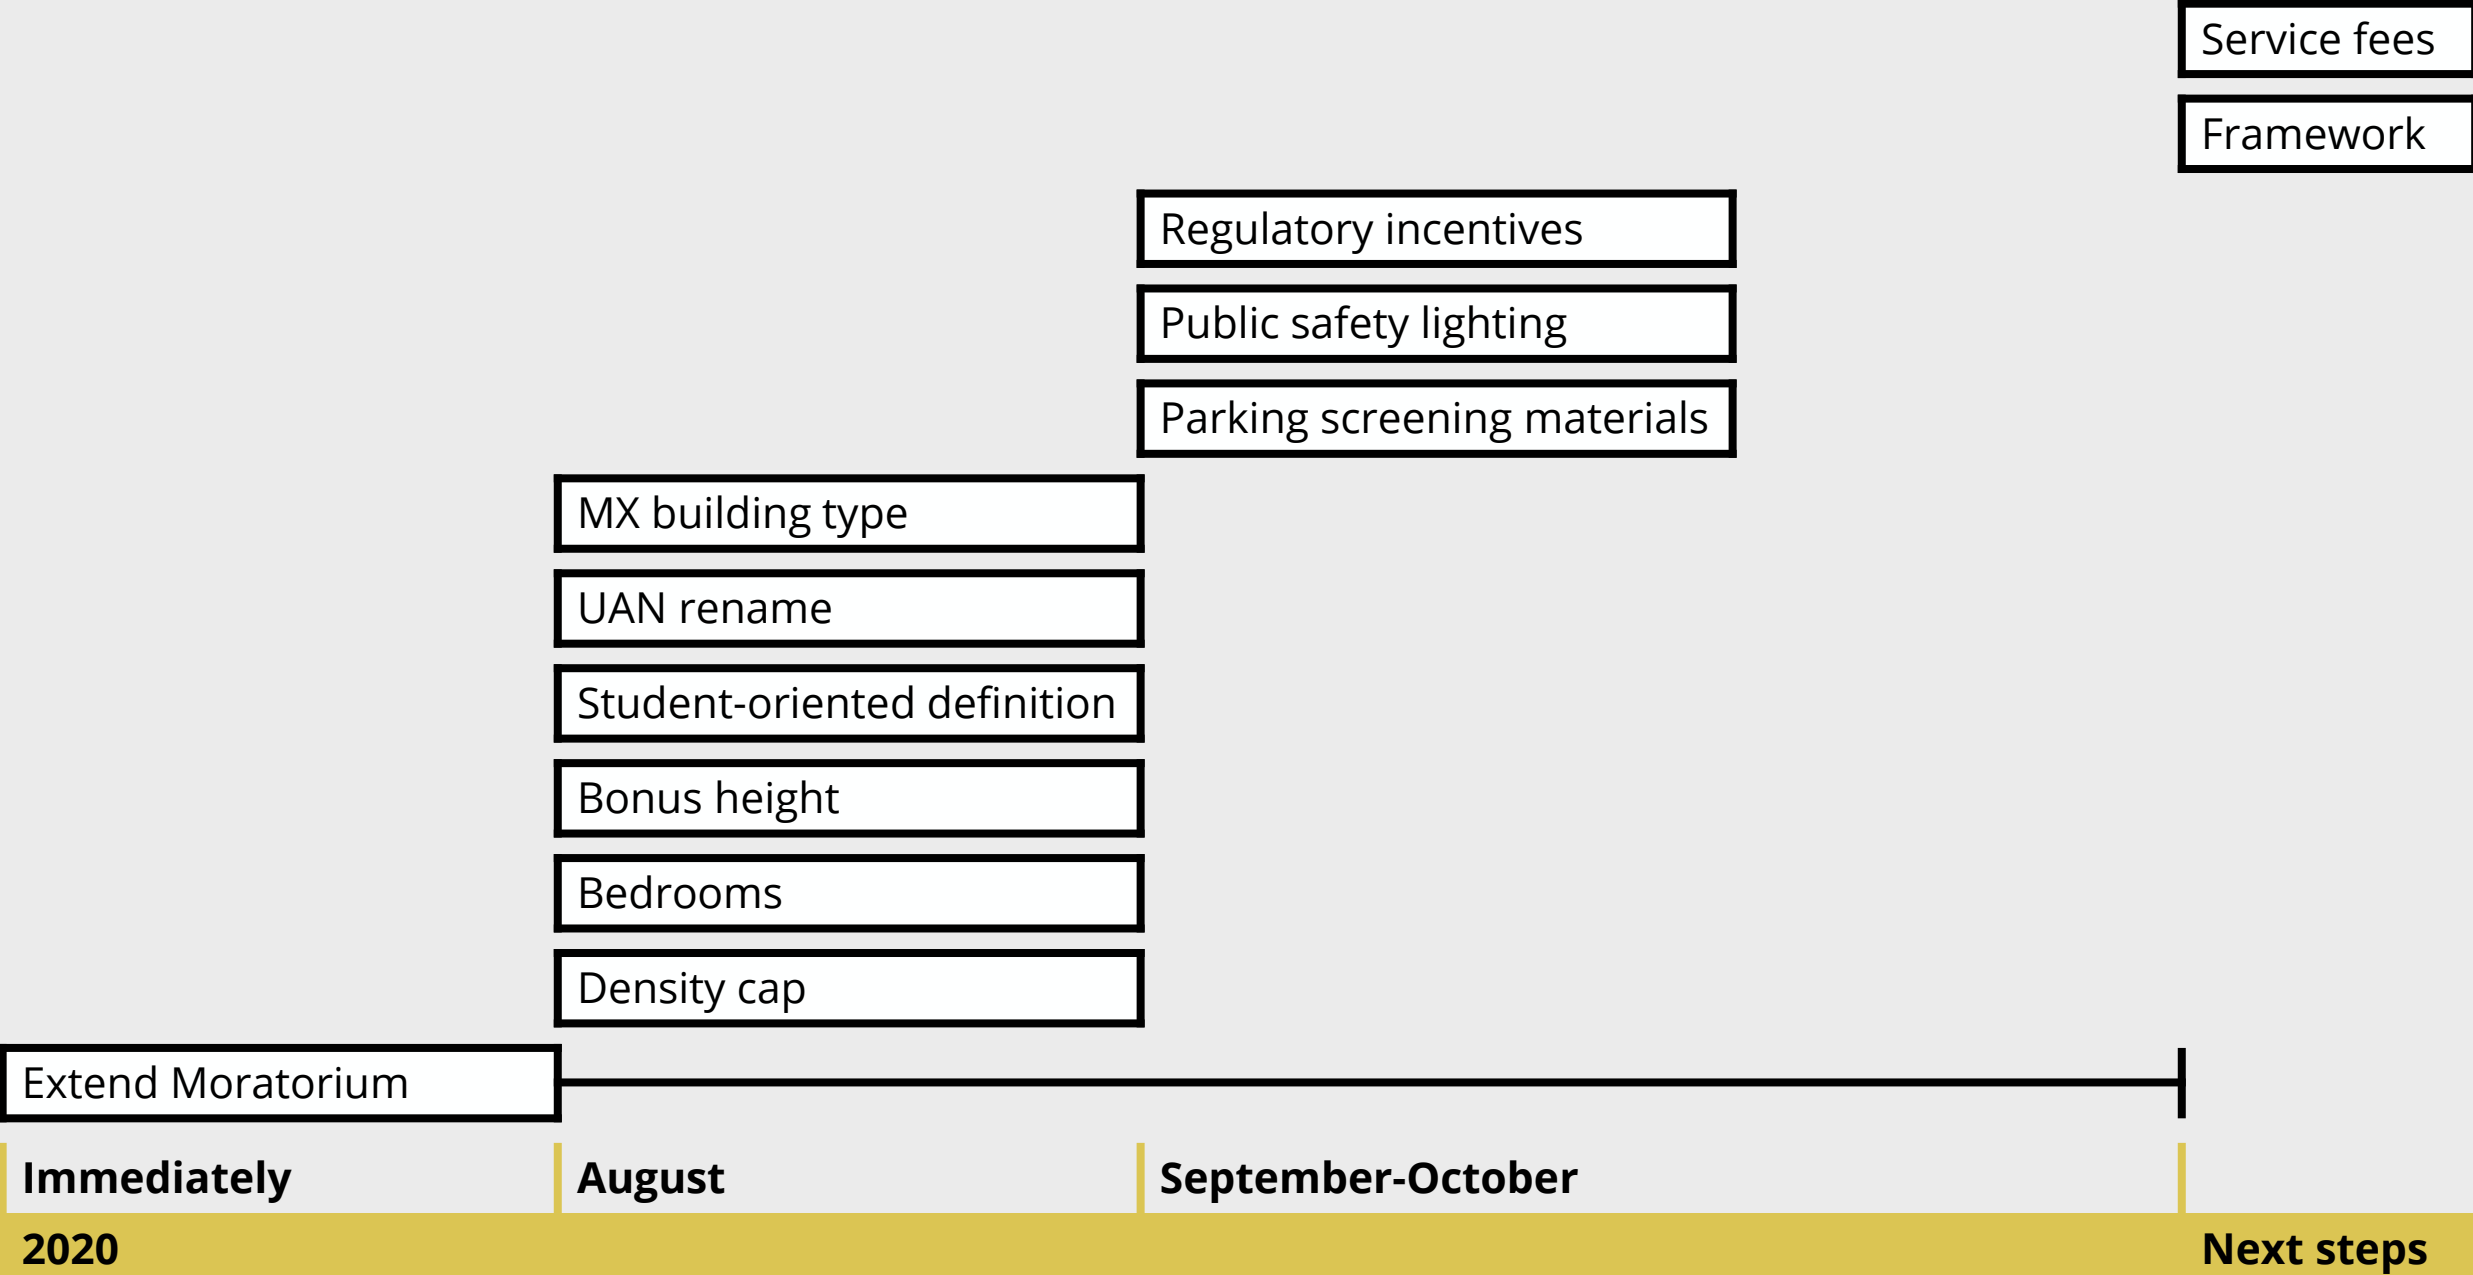 Service fees
Framework
Regulatory incentives
Public safety lighting
Parking screening materials
MX building type
UAN rename
Student-oriented definition
Bonus height
Bedrooms
Density cap
Extend Moratorium
Immediately August September-October
2020 Next steps